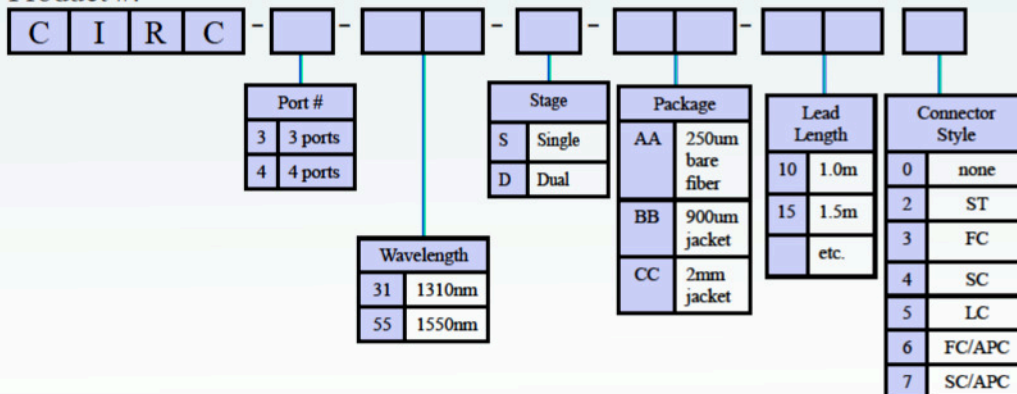 C I R C - - - - -
Port #
3 3 ports
4 4 ports
Wavelength
31 1310nm
55 1550nm
Stage
S Single
D Dual
Package
AA 250um
bare
fiber
BB 900um
jacket
CC 2mm
jacket
Lead
Length
10 1.0m
15 1.5m
etc.
Connector
Style
0 none
2 ST
3 FC
4 SC
5 LC
6 FC/APC
7 SC/APC